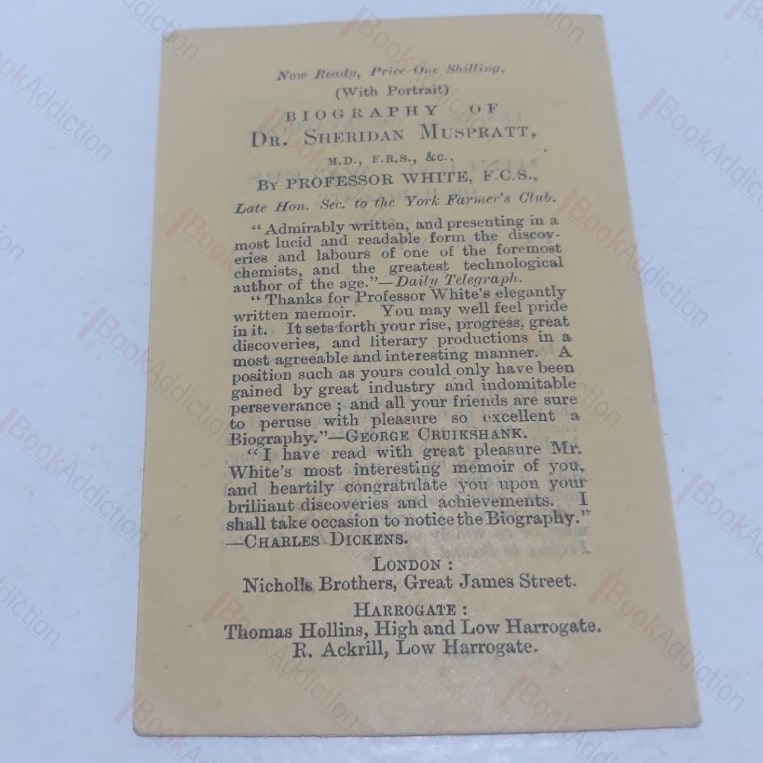 Now Ready, Price One Shilling.
(With Portrait)
BIOGRAPHY OF
DR. SHERIDAN MUSPRATT,
M.D., F.R.S., &c.,
BY PROFESSOR WHITE, F.C.S.,
Late Hon. Sec. to the York Farmer's Club.
"Admirably written, and presenting in a
most lucid and readable form the discov-
eries and labours of one of the foremost
chemists, and the greatest technological
author of the age."—Daily Telegraph.
"Thanks for Professor White's elegantly
written memoir. You may well feel pride
in it. It sets forth your rise, progress, great
discoveries, and literary productions in a
most agreeable and interesting manner. A
position such as yours could only have been
gained by great industry and indomitable
perseverance; and all your friends are sure
to peruse with pleasure so excellent a
Biography."—GEORGE CRUIKSHANK.
"I have read with great pleasure Mr.
White's most interesting memoir of you,
and heartily congratulate you upon your
brilliant discoveries and achievements. I
shall take occasion to notice the Biography."
—CHARLES DICKENS.
LONDON:
Nicholls Brothers, Great James Street.
HARROGATE:
Thomas Hollins, High and Low Harrogate.
R. Ackrill, Low Harrogate.
BookAddiction